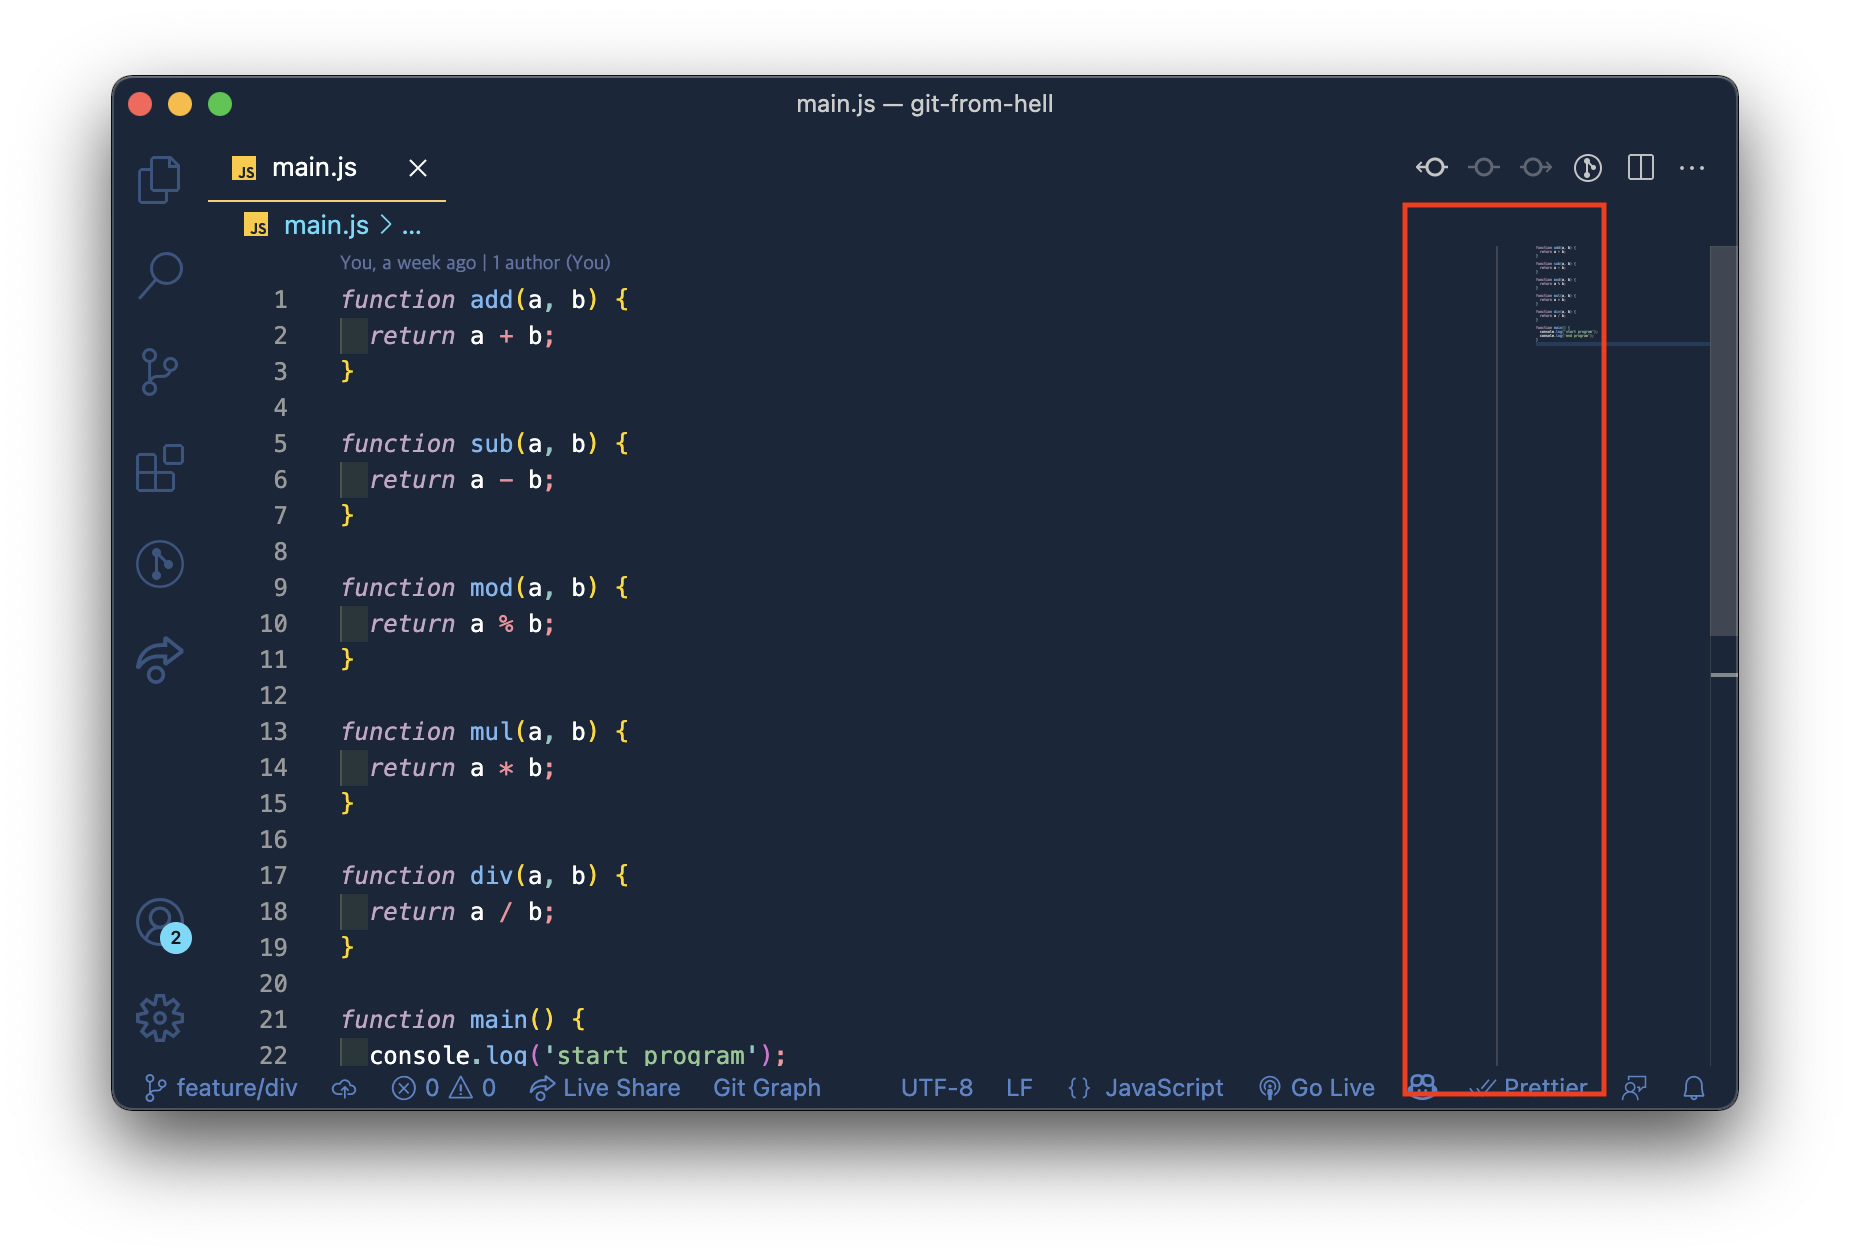 main.js — git-from-hell
JS main.js
JS main.js > ...
You, a week ago | 1 author (You)
1 function add(a, b) {
2 return a + b;
3 }
4
5 function sub(a, b) {
6 return a - b;
7 }
8
9 function mod(a, b) {
10 return a % b;
11 }
12
13 function mul(a, b) {
14 return a * b;
15 }
16
17 function div(a, b) {
18 return a / b;
19 }
20
21 function main() {
22 console.log('start program');
2
feature/div 0 0 Live Share Git Graph UTF-8 LF {} JavaScript Go Live Prettier